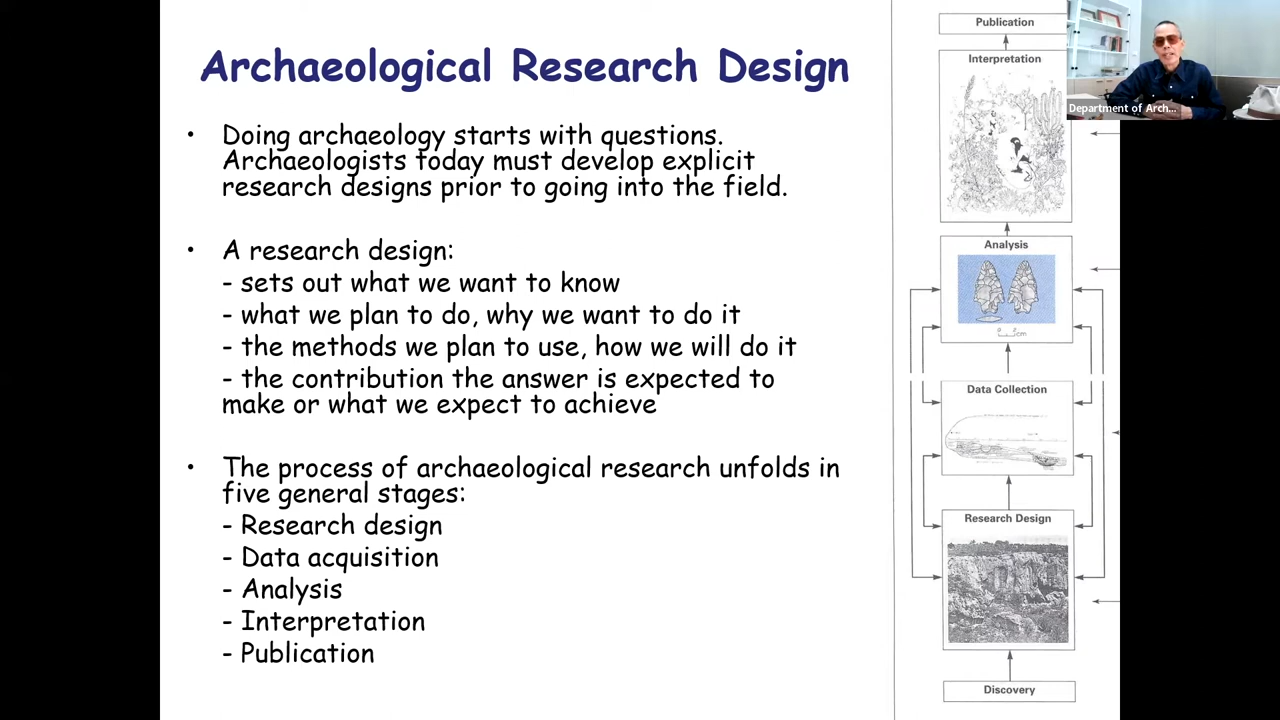 Archaeological Research Design
• Doing archaeology starts with questions.
Archaeologists today must develop explicit
research designs prior to going into the field.
• A research design:
- sets out what we want to know
- what we plan to do, why we want to do it
- the methods we plan to use, how we will do it
- the contribution the answer is expected to
make or what we expect to achieve
• The process of archaeological research unfolds in
five general stages:
- Research design
- Data acquisition
- Analysis
- Interpretation
- Publication
Publication
Interpretation
Analysis
cm
Data Collection
Research Design
Discovery
Department of Arch...